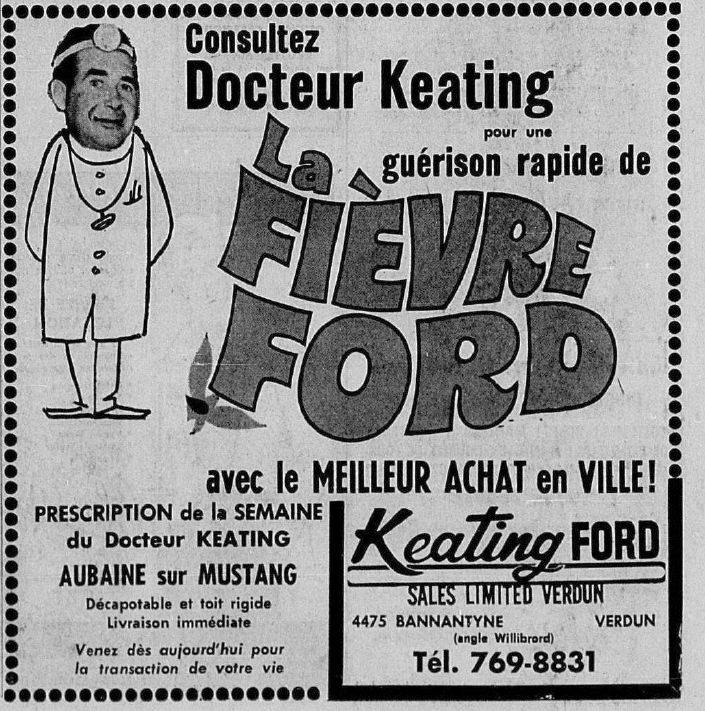 Consultez
Docteur Keating
pour une
guérison rapide de
La
FIÈVRE
FORD
avec le MEILLEUR ACHAT en VILLE!
PRESCRIPTION de la SEMAINE
du Docteur KEATING
AUBAINE sur MUSTANG
Décapotable et toit rigide
Livraison immédiate
Venez dès aujourd'hui pour
la transaction de votre vie
Keating FORD
SALES LIMITED VERDUN
4475 BANNANTYNE VERDUN
(angle Willibrord)
Tél. 769-8831